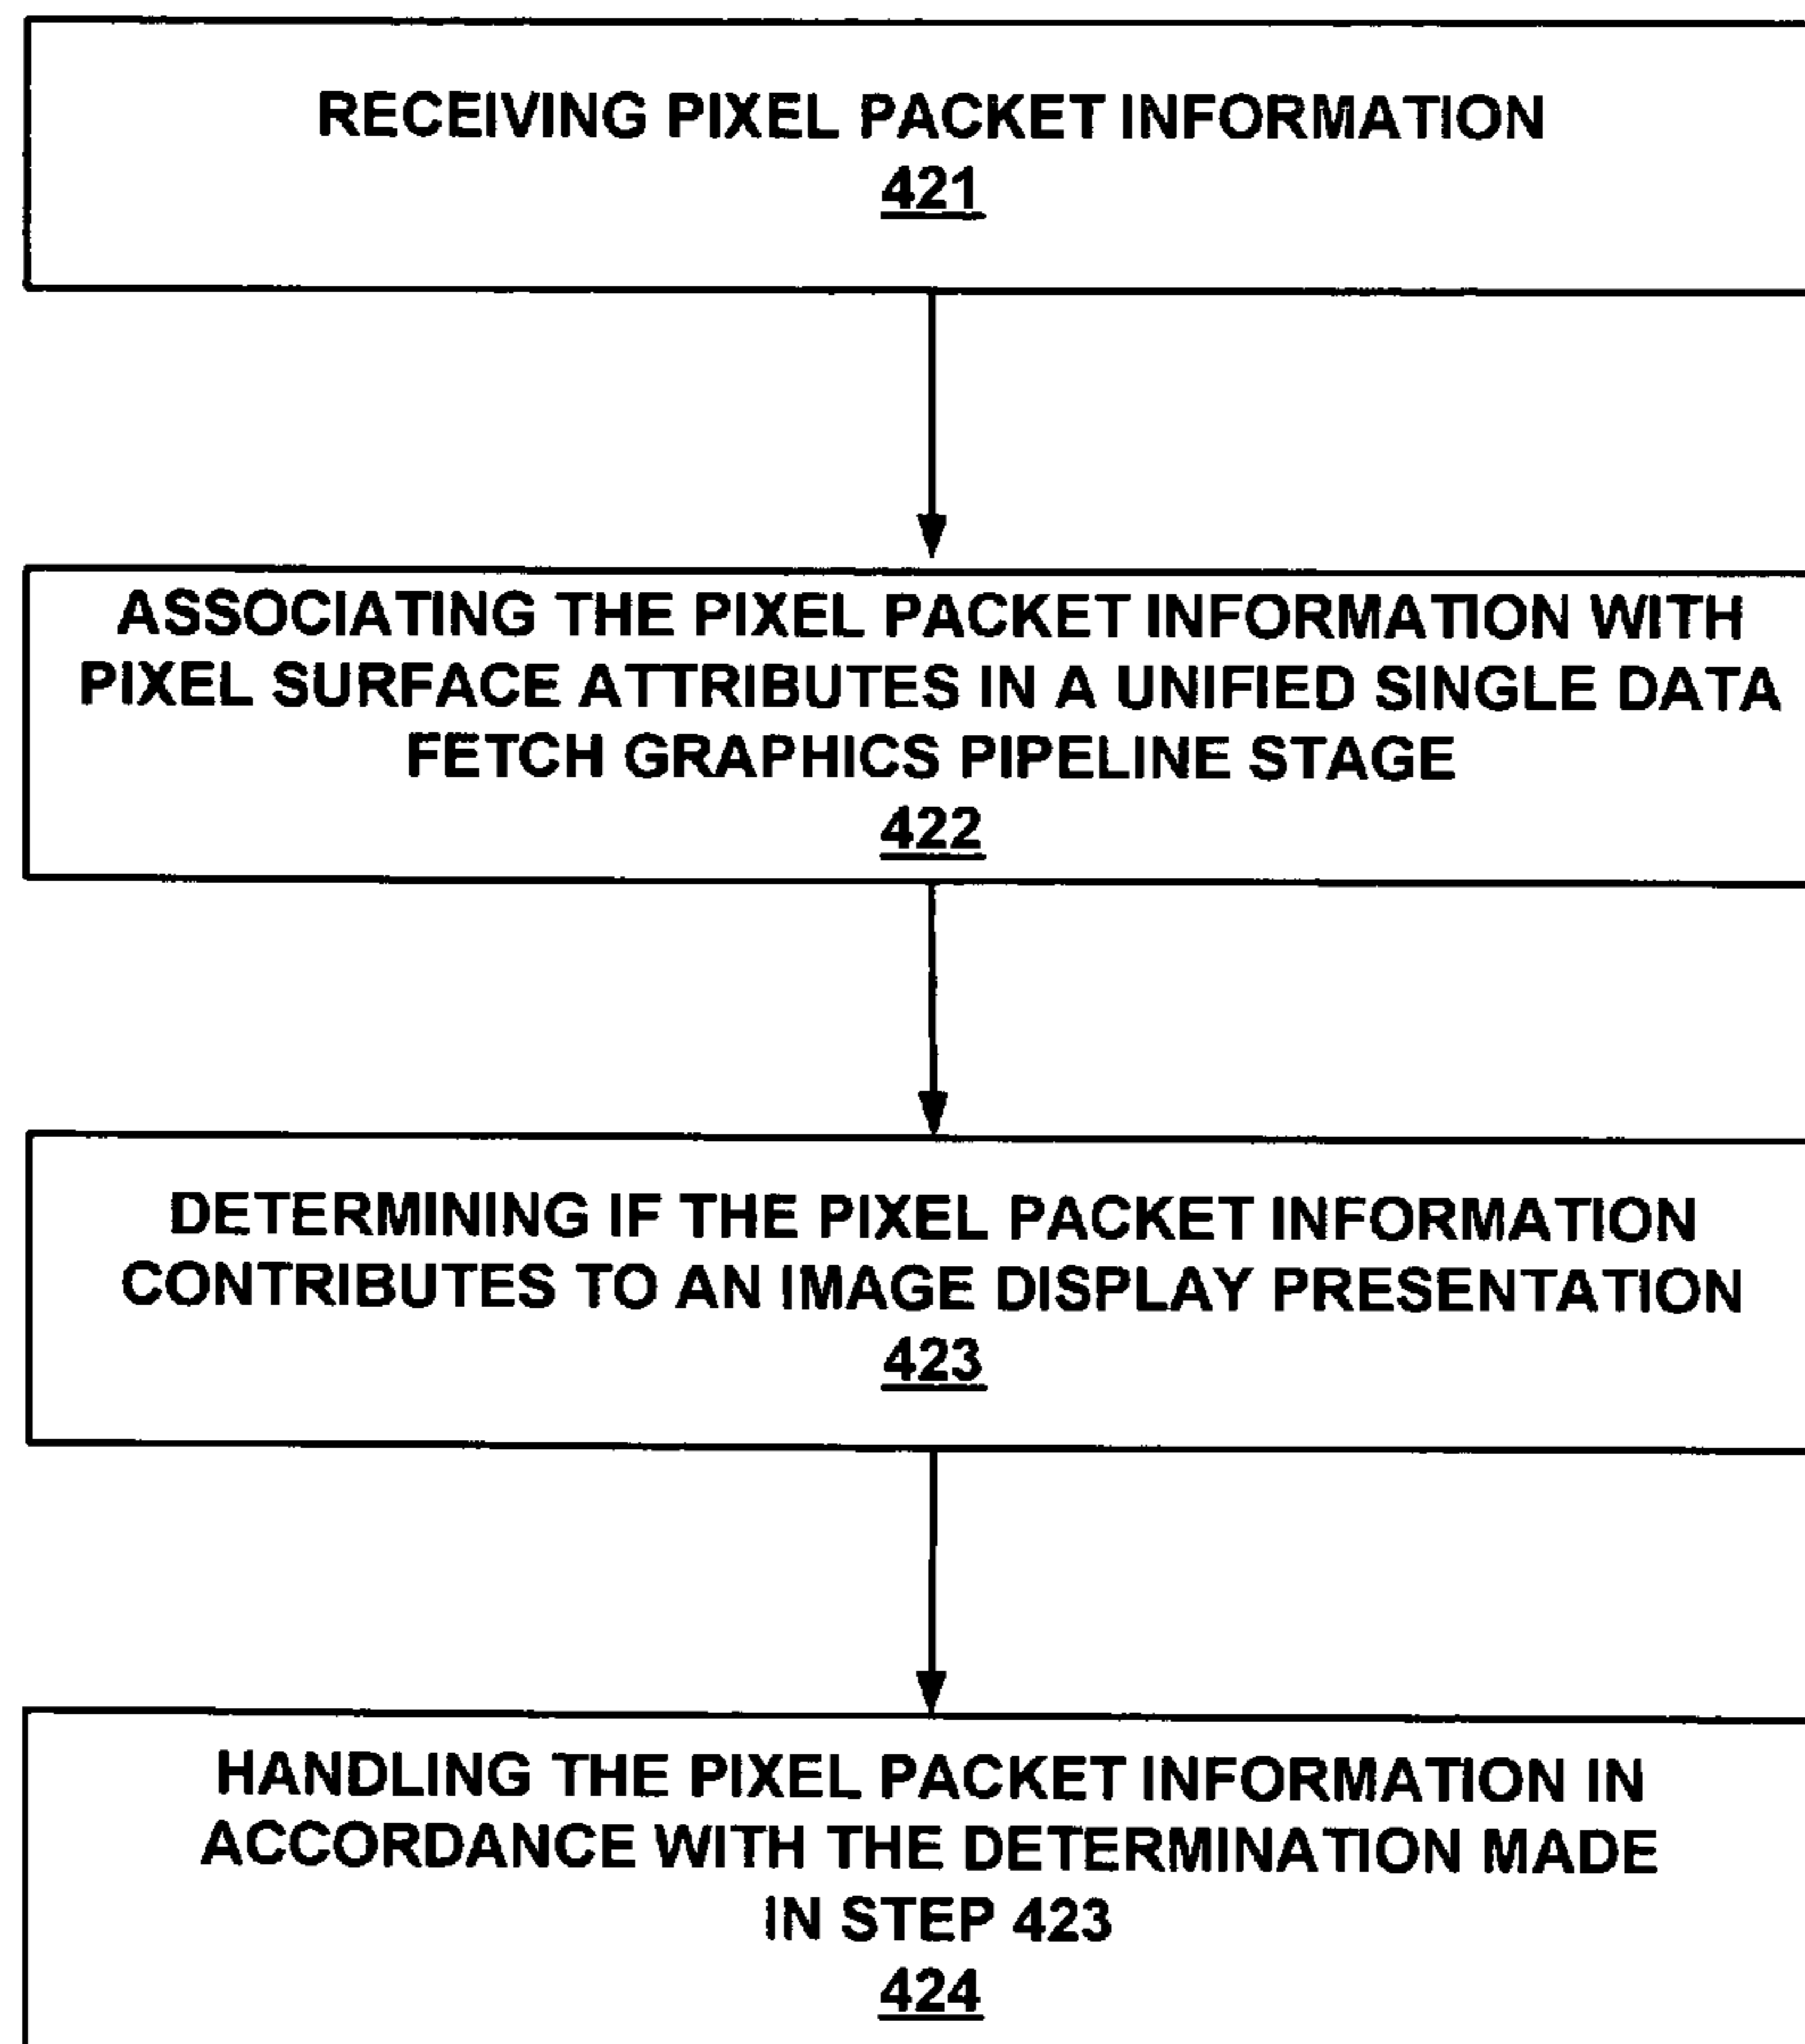 RECEIVING PIXEL PACKET INFORMATION
421
ASSOCIATING THE PIXEL PACKET INFORMATION WITH
PIXEL SURFACE ATTRIBUTES IN A UNIFIED SINGLE DATA
FETCH GRAPHICS PIPELINE STAGE
422
DETERMINING IF THE PIXEL PACKET INFORMATION
CONTRIBUTES TO AN IMAGE DISPLAY PRESENTATION
423
HANDLING THE PIXEL PACKET INFORMATION IN
ACCORDANCE WITH THE DETERMINATION MADE
IN STEP 423
424